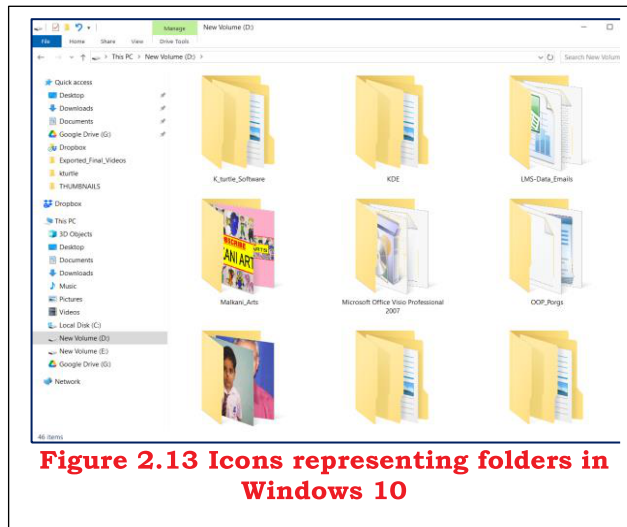 Manage
New Volume (D:)
File
Home
Share
View
Drive Tools
This PC > New Volume (D:) >
Search New Volum
Quick access
Desktop
Downloads
Documents
Google Drive (G:)
Dropbox
Exported_Final_Videos
kturtle
THUMBNAILS
Dropbox
This PC
3D Objects
Desktop
Documents
Downloads
Music
Pictures
Videos
Local Disk (C:)
New Volume (D:)
New Volume (E:)
Google Drive (G:)
Network
K_turtle_Software
KDE
LMS-Data_Emails
KANI ART
Malkani_Arts
Microsoft Office Visio Professional
2007
OOP_Porgs
46 items
Figure 2.13 Icons representing folders in
Windows 10